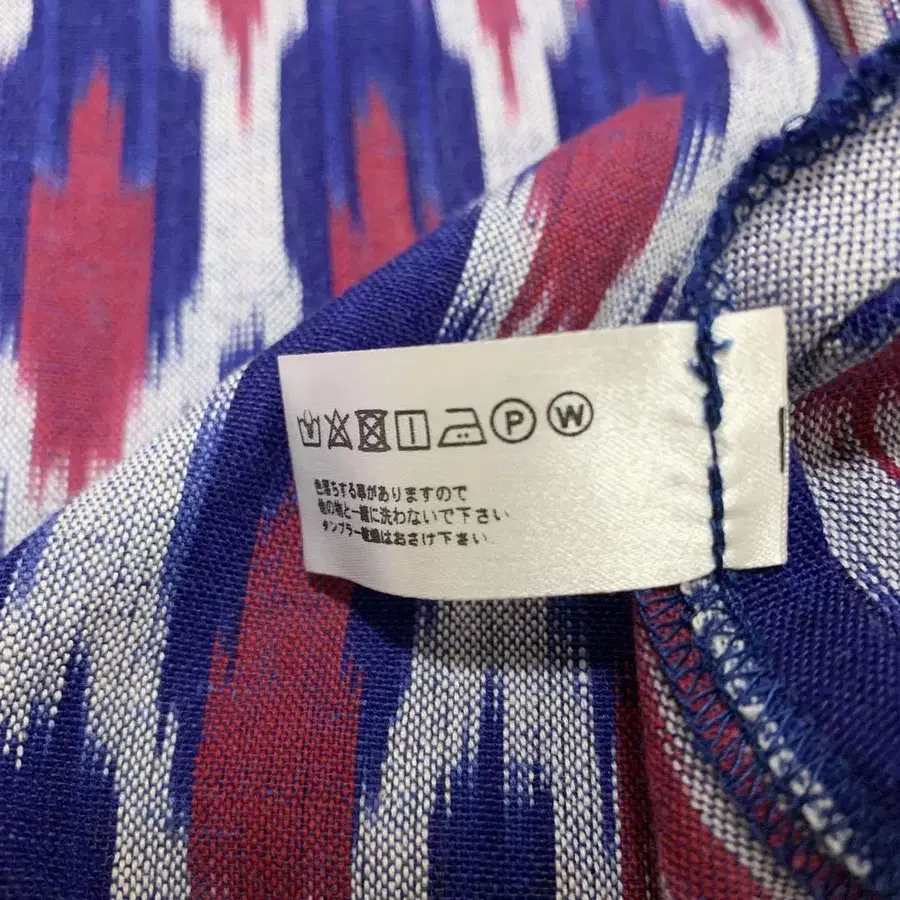 P W
色落ちする事がありますので
他の物と一緒に洗わないで下さい
タンブラー乾燥はおさけ下さい